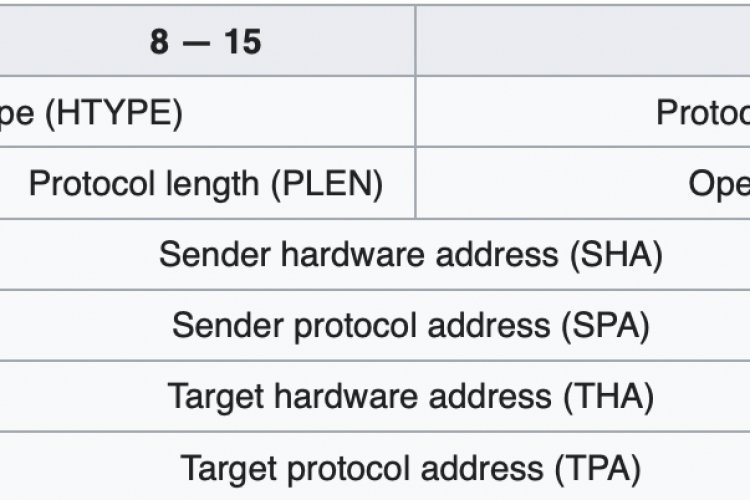 8 — 15
pe (HTYPE)
Protoc
Protocol length (PLEN)
Ope
Sender hardware address (SHA)
Sender protocol address (SPA)
Target hardware address (THA)
Target protocol address (TPA)